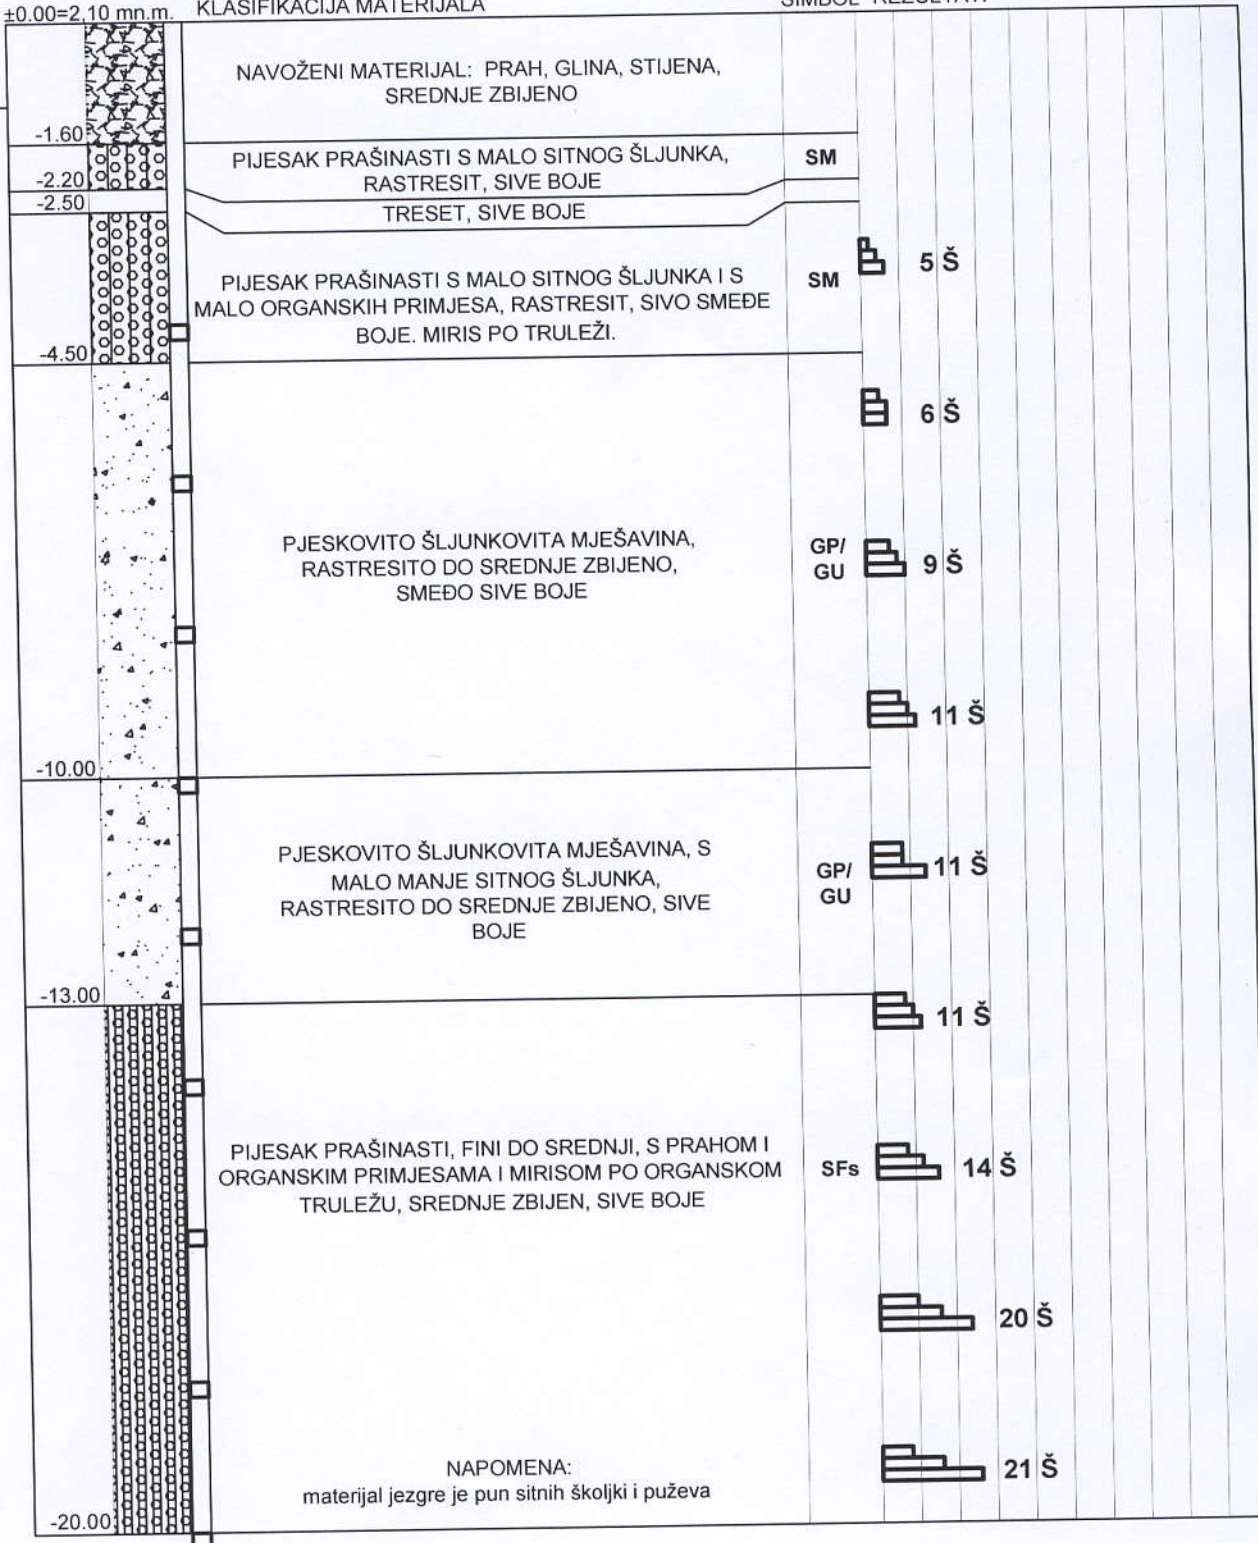 ±0.00=2,10 mn.m. KLASIFIKACIJA MATERIJALA SIMBOL REZULTATI
NAVOŽENI MATERIJAL: PRAH, GLINA, STIJENA,
SREDNJE ZBIJENO
-1.60
PIJESAK PRAŠINASTI S MALO SITNOG ŠLJUNKA,
RASTRESIT, SIVE BOJE
SM
-2.20
-2.50
TRESET, SIVE BOJE
5 Š
PIJESAK PRAŠINASTI S MALO SITNOG ŠLJUNKA I S
MALO ORGANSKIH PRIMJESA, RASTRESIT, SIVO SMEĐE
BOJE. MIRIS PO TRULEŽI.
SM
-4.50
6 Š
PJESKOVITO ŠLJUNKOVITA MJEŠAVINA,
RASTRESITO DO SREDNJE ZBIJENO,
SMEĐO SIVE BOJE
GP/
GU
9 Š
11 Š
-10.00
PJESKOVITO ŠLJUNKOVITA MJEŠAVINA, S
MALO MANJE SITNOG ŠLJUNKA,
RASTRESITO DO SREDNJE ZBIJENO, SIVE
BOJE
GP/
GU
11 Š
-13.00
11 Š
PIJESAK PRAŠINASTI, FINI DO SREDNJI, S PRAHOM I
ORGANSKIM PRIMJESAMA I MIRISOM PO ORGANSKOM
TRULEŽU, SREDNJE ZBIJEN, SIVE BOJE
SFs
14 Š
20 Š
21 Š
NAPOMENA:
materijal jezgre je pun sitnih školjki i puževa
-20.00